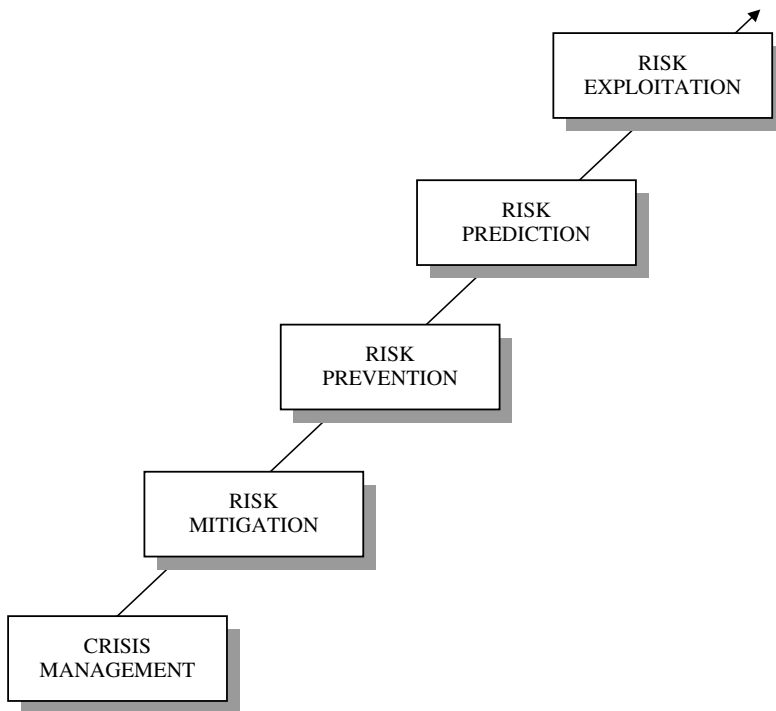 RISK
EXPLOITATION
RISK
PREDICTION
RISK
PREVENTION
RISK
MITIGATION
CRISIS
MANAGEMENT